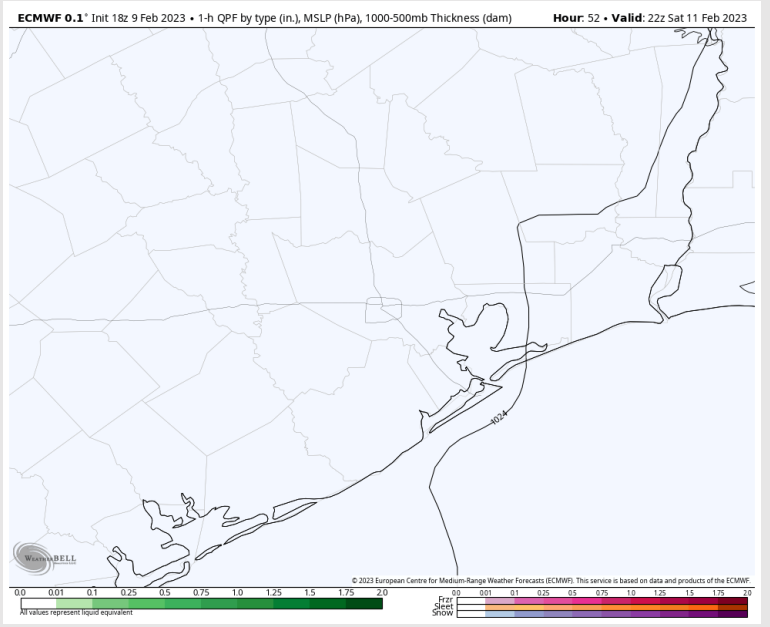 ECMWF 0.1° Init 18z 9 Feb 2023 • 1-h QPF by type (in.), MSLP (hPa), 1000-500mb Thickness (dam) Hour: 52 • Valid: 22z Sat 11 Feb 2023
1024
WEATHERBELL
© 2023 European Centre for Medium-Range Weather Forecasts (ECMWF). This service is based on data and products of the ECMWF.
0.0 0.01 0.1 0.25 0.5 0.75 1.0 1.25 1.5 1.75 2.0 0.0 001 0.1 0.25 0.5 0.75 1.0 1.25 1.5 1.75 2.0
Frzr
Sleet
Snow
All values represent liquid equivalent